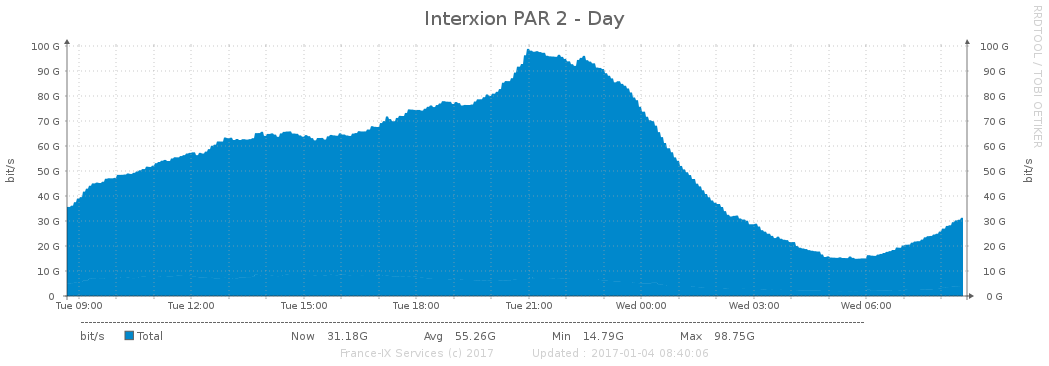 Interxion PAR 2 - Day
RRDTOOL / TOBI OETIKER
100 G 100 G
90 G 90 G
80 G 80 G
70 G 70 G
60 G 60 G
50 G 50 G
40 G 40 G
30 G 30 G
20 G 20 G
10 G 10 G
0 0 G
bit/s bit/s
Tue 09:00 Tue 12:00 Tue 15:00 Tue 18:00 Tue 21:00 Wed 00:00 Wed 03:00 Wed 06:00
bit/s Total Now 31.18G Avg 55.26G Min 14.79G Max 98.75G
France-IX Services (c) 2017 Updated : 2017-01-04 08:40:06